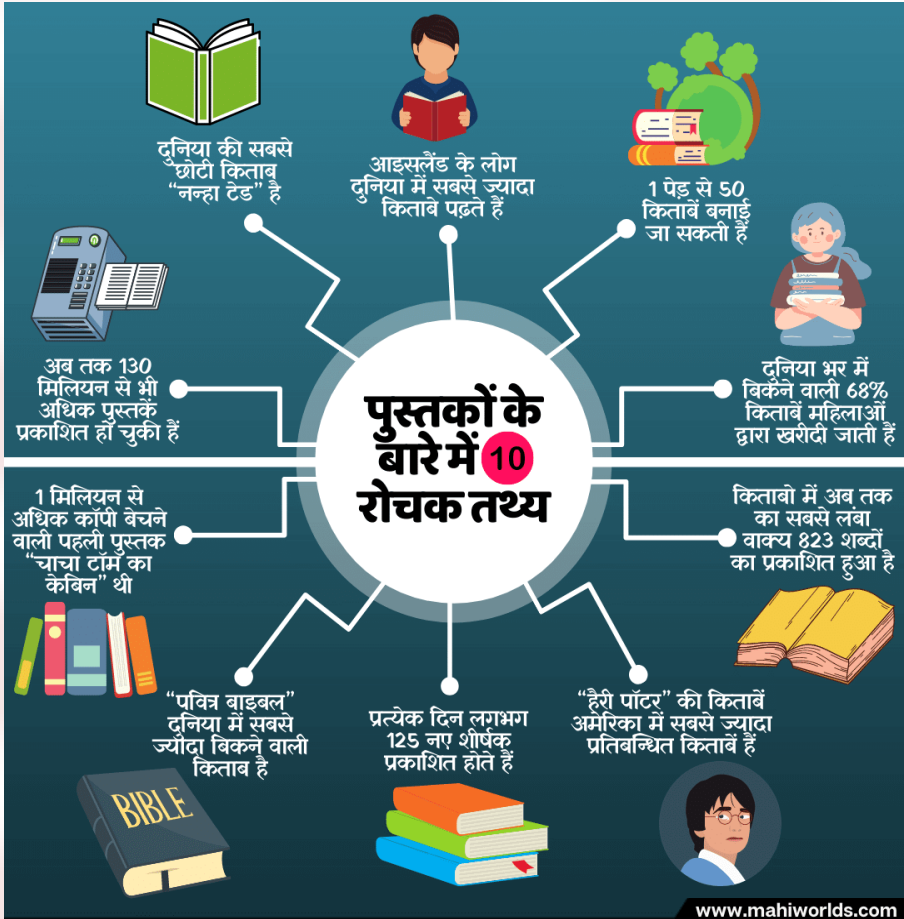 दुनिया की सबसे
छोटी किताब
“नन्हा टेड” है
आइसलैंड के लोग
दुनिया में सबसे ज्यादा
किताबे पढ़ते हैं
1 पेड़ से 50
किताबें बनाई
जा सकती हैं
अब तक 130
मिलियन से भी
अधिक पुस्तकें
प्रकाशित हो चुकी हैं
दुनिया भर में
बिकने वाली 68%
किताबें महिलाओं
द्वारा खरीदी जाती हैं
पुस्तकों के
बारे में 10
रोचक तथ्य
1 मिलियन से
अधिक कॉपी बेचने
वाली पहली पुस्तक
“चाचा टॉम का
केबिन” थी
किताबो में अब तक
का सबसे लंबा
वाक्य 823 शब्दों
का प्रकाशित हुआ है
“पवित्र बाइबल”
दुनिया में सबसे
ज्यादा बिकने वाली
किताब है
प्रत्येक दिन लगभग
125 नए शीर्षक
प्रकाशित होते हैं
“हैरी पॉटर” की किताबें
अमेरिका में सबसे ज्यादा
प्रतिबन्धित किताबें हैं
BIBLE
www.mahiworlds.com